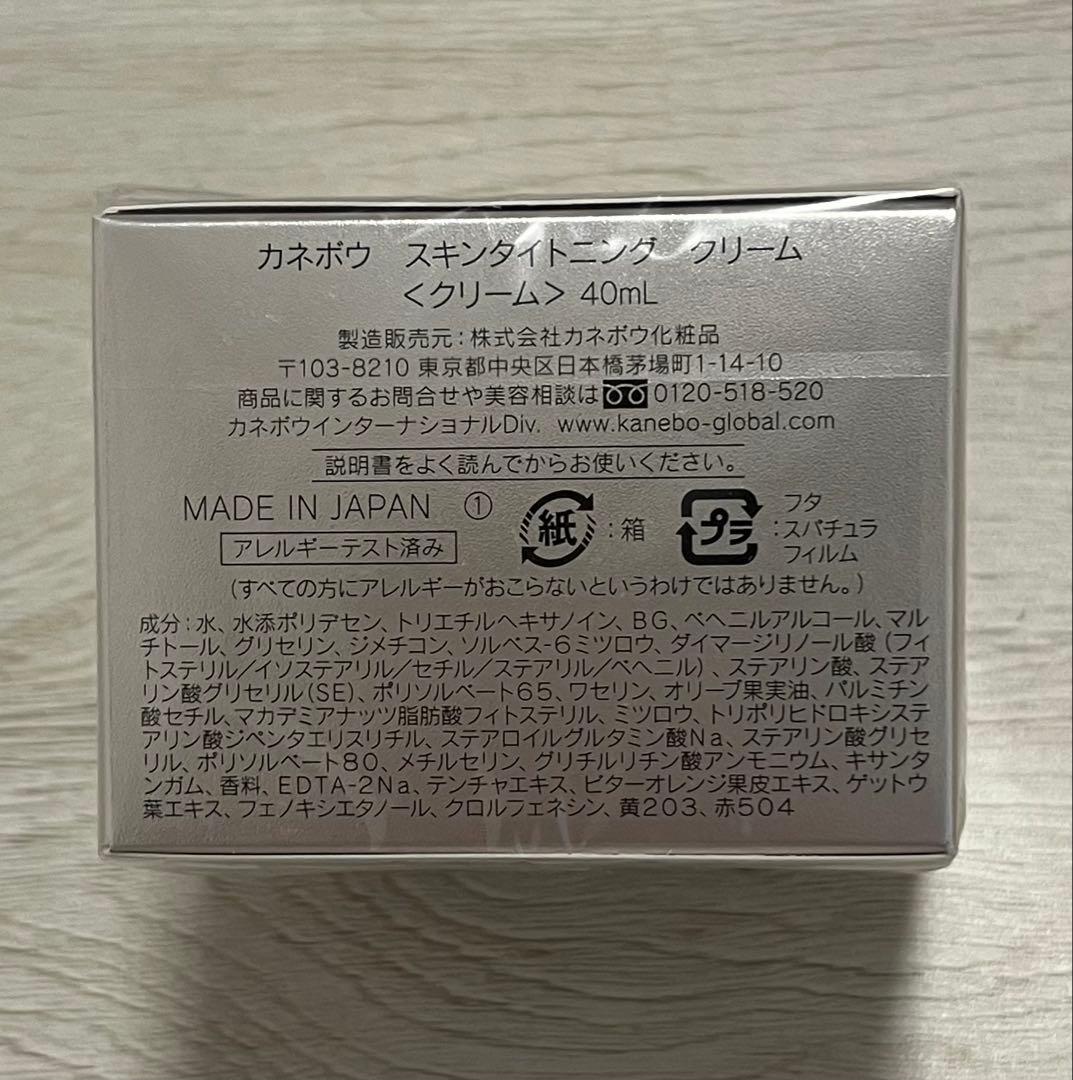 カネボウ スキンタイトニング クリーム
<クリーム> 40mL
製造販売元:株式会社カネボウ化粧品
〒103-8210 東京都中央区日本橋茅場町1-14-10
商品に関するお問合せや美容相談は 0120-518-520
カネボウインターナショナルDiv. www.kanebo-global.com
説明書をよく読んでからお使いください。
MADE IN JAPAN ① 紙 :箱 プラ フタ
:スパチュラ
フィルム
アレルギーテスト済み
(すべての方にアレルギーがおこらないというわけではありません。)
成分:水、水添ポリデセン、トリエチルヘキサノイン、BG、ベヘニルアルコール、マル
チトール、グリセリン、ジメチコン、ソルベス-6ミツロウ、ダイマージリノール酸(フィ
トステリル/イソステアリル/セチル/ステアリル/ベヘニル)、ステアリン酸、ステア
リン酸グリセリル(SE)、ポリソルベート65、ワセリン、オリーブ果実油、パルミチン
酸セチル、マカデミアナッツ脂肪酸フィトステリル、ミツロウ、トリポリヒドロキシステ
アリン酸ジペンタエリスリチル、ステアロイルグルタミン酸Na、ステアリン酸グリセ
リル、ポリソルベート80、メチルセリン、グリチルリチン酸アンモニウム、キサンタ
ンガム、香料、EDTA-2Na、テンチャエキス、ビターオレンジ果皮エキス、ゲットウ
葉エキス、フェノキシエタノール、クロルフェネシン、黄203、赤504